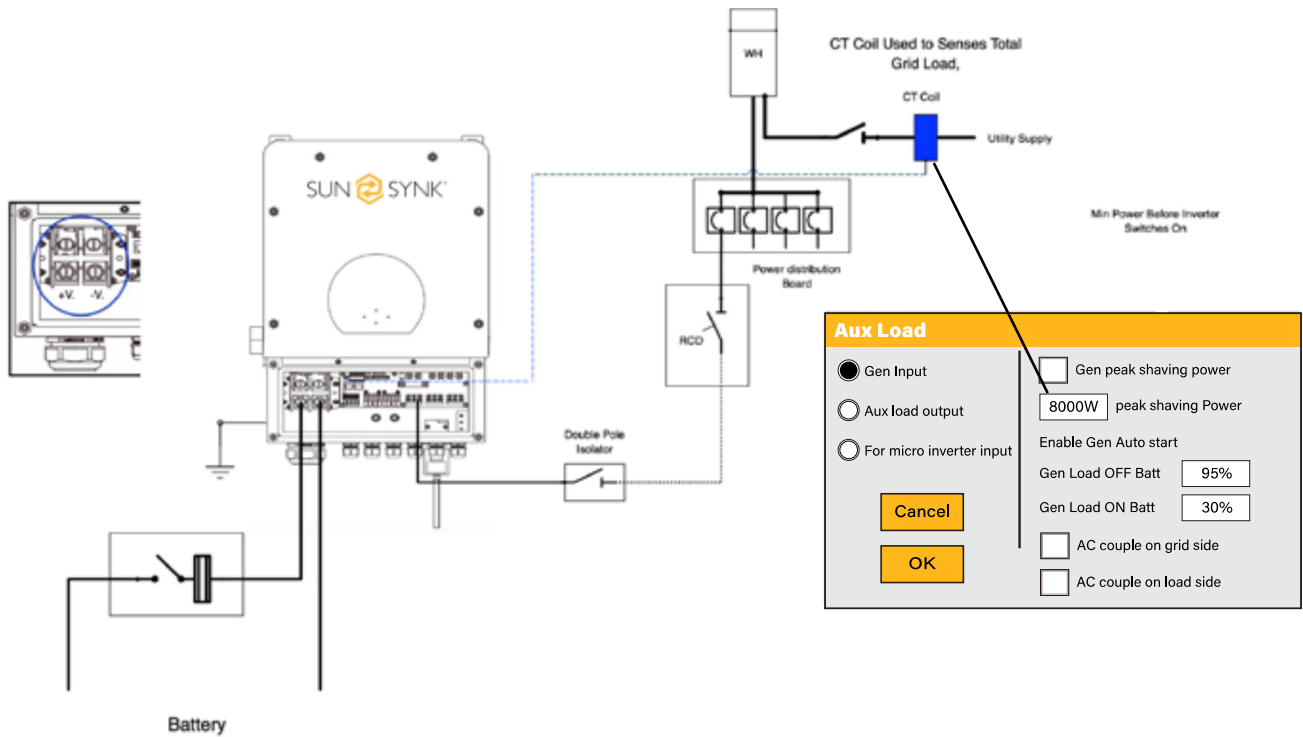 WH
CT Coil Used to Senses Total
Grid Load,
CT Coil
Utility Supply
SUN SYNK
+V. -V.
Power distribution
Board
Min Power Before Inverter
Switches On
RCD
Double Pole
Isolator
Battery
Aux Load
Gen Input
Aux load output
For micro inverter input
Cancel
OK
Gen peak shaving power
8000W peak shaving Power
Enable Gen Auto start
Gen Load OFF Batt 95%
Gen Load ON Batt 30%
AC couple on grid side
AC couple on load side